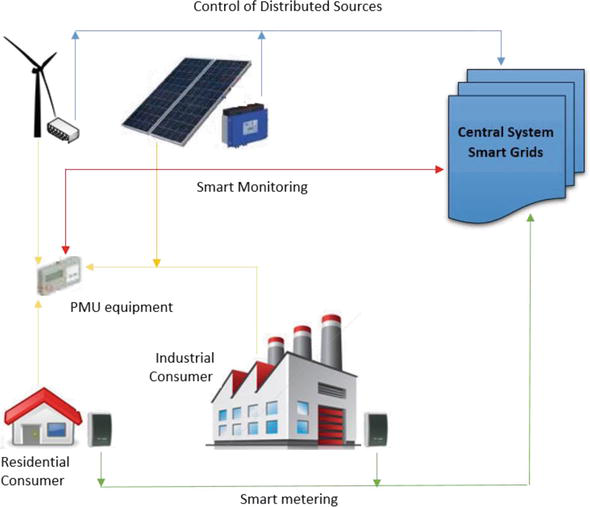 Control of Distributed Sources
Central System
Smart Grids
Smart Monitoring
PMU equipment
Industrial
Consumer
Residential
Consumer
Smart metering